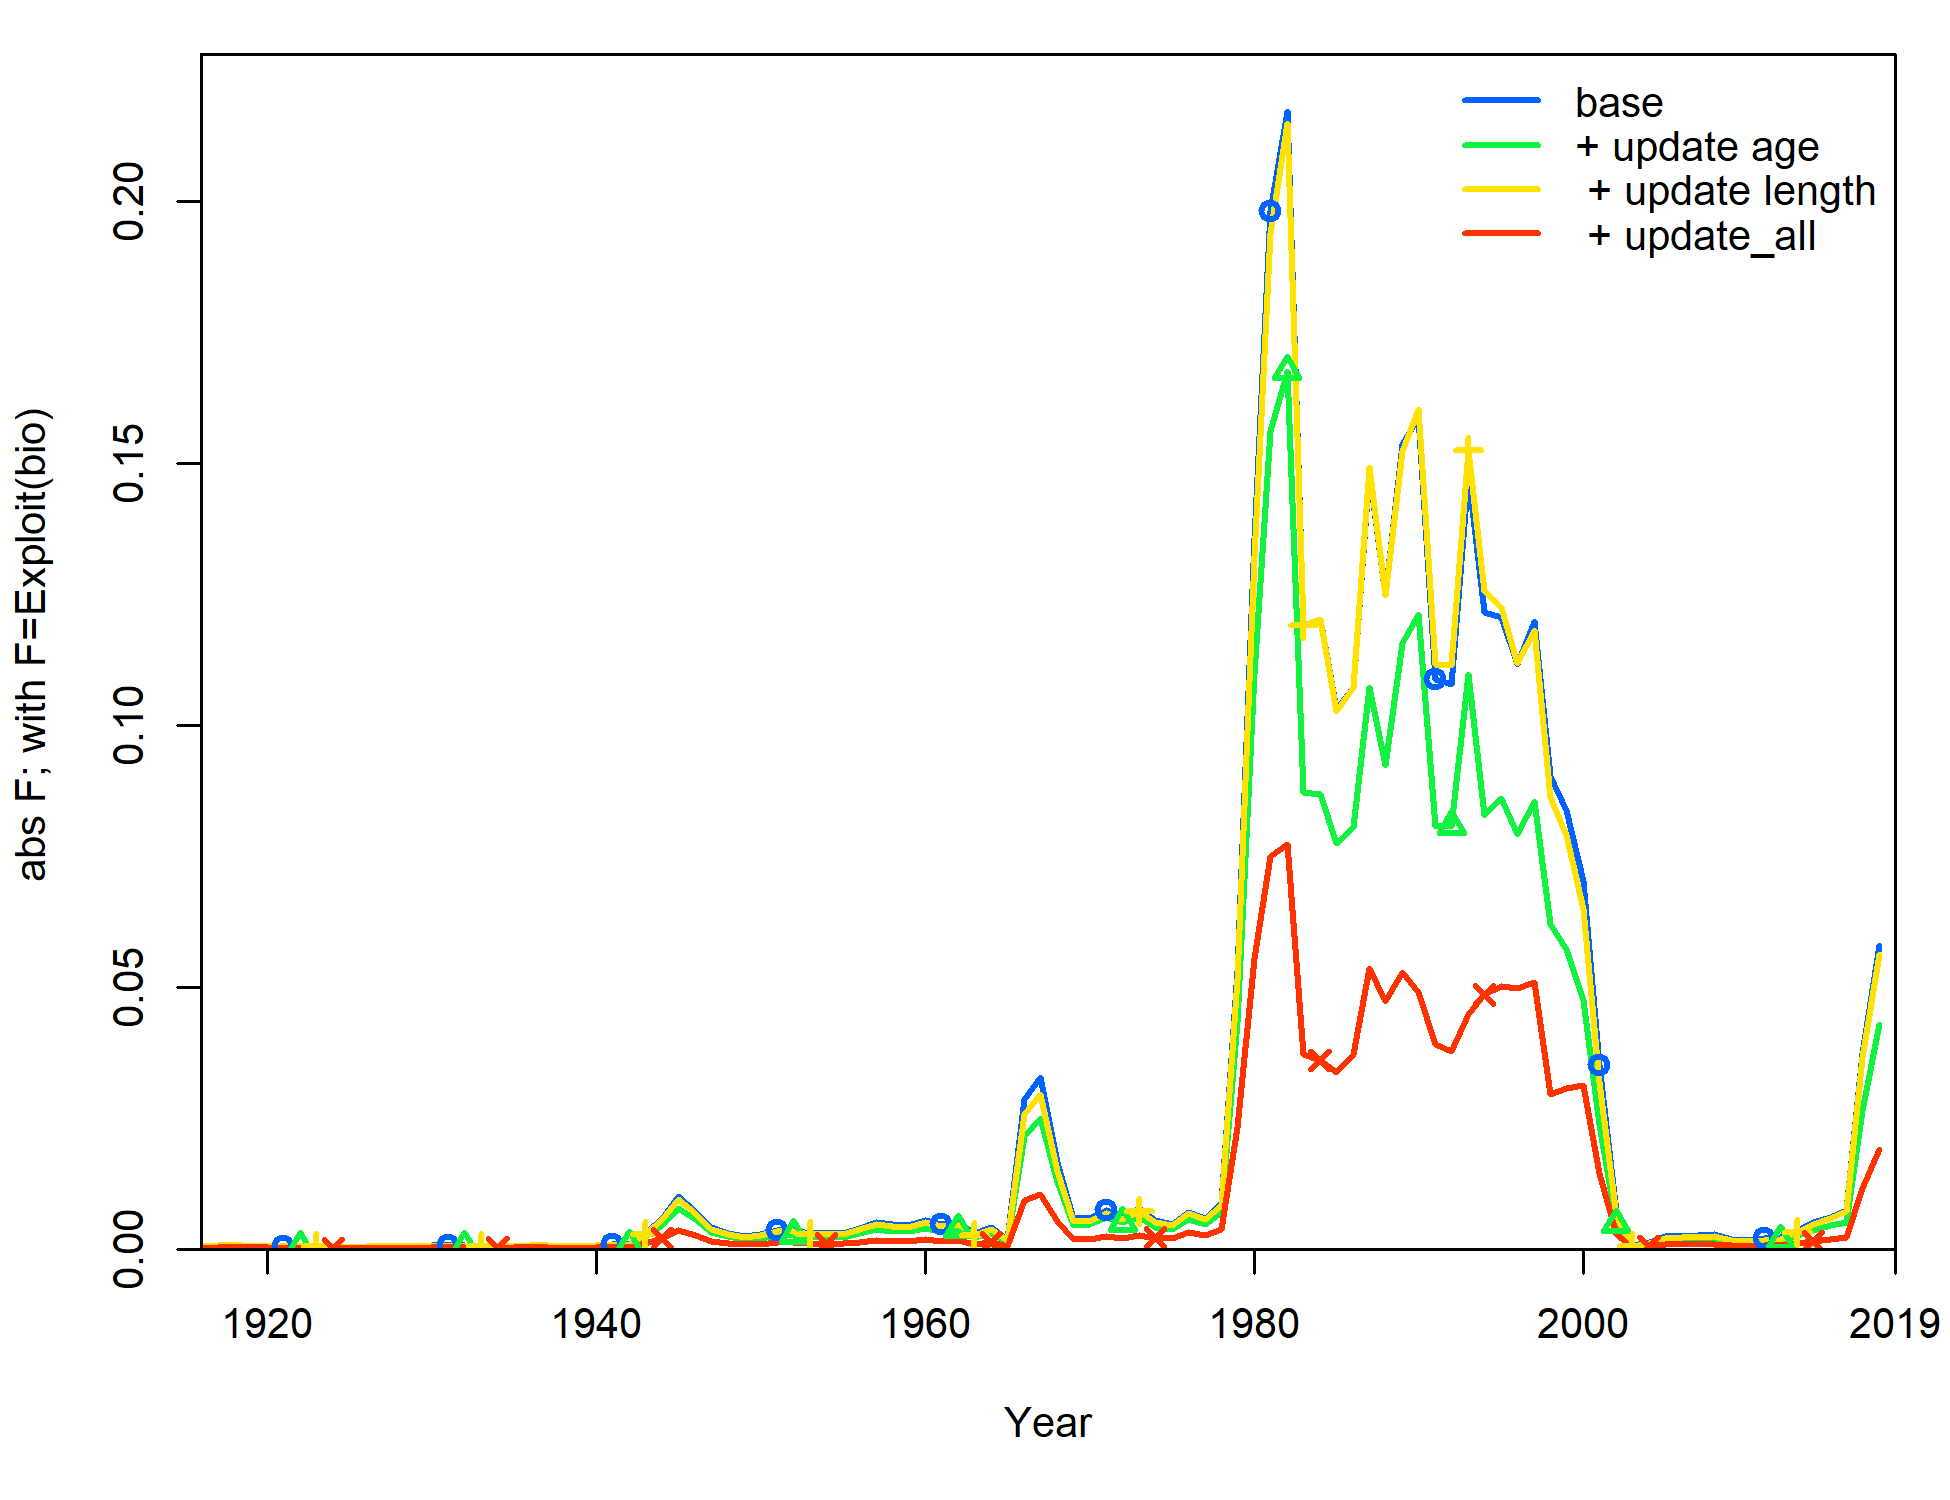 base
+ update age
+ update length
+ update_all
abs F; with F=Exploit(bio)
0.20
0.15
0.10
0.05
0.00
1920 1940 1960 1980 2000 2019
Year